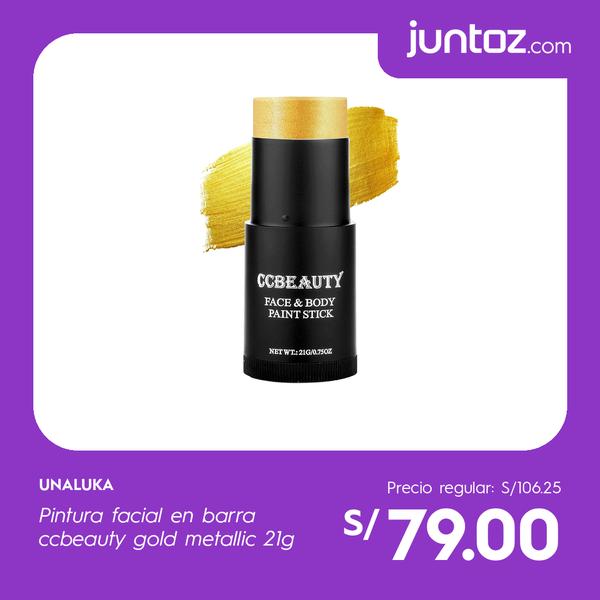 juntoz.com
CCBEAUTY
FACE & BODY
PAINT STICK
NET WT.: 21G/0.75OZ
UNALUKA
Pintura facial en barra
ccbeauty gold metallic 21g
Precio regular: S/106.25
S/79.00